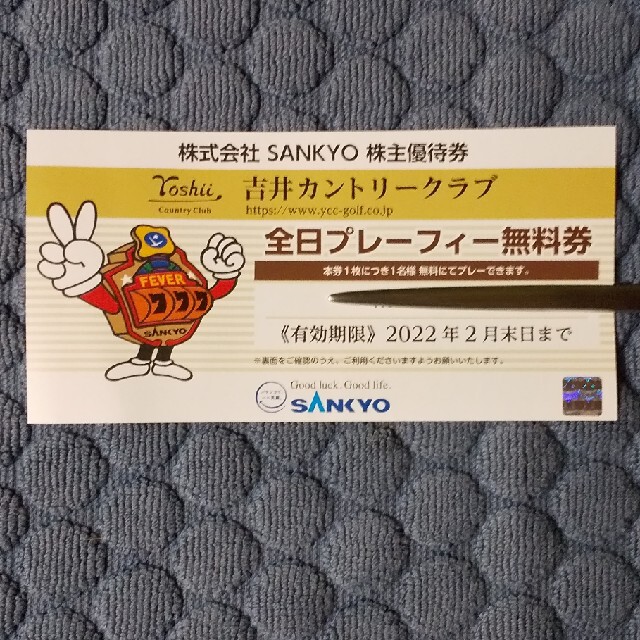 株式会社 SANKYO 株主優待券
Yoshii
Country Club
吉井カントリークラブ
https://www.ycc-golf.co.jp
全日プレーフィー無料券
本券1枚につき1名様 無料にてプレーできます。
FEVER
777
SANKYO
《有効期限》2022年2月末日まで
※裏面をご確認のうえ、ご利用くださいますようお願いいたします。
Good luck. Good life.
SANKYO